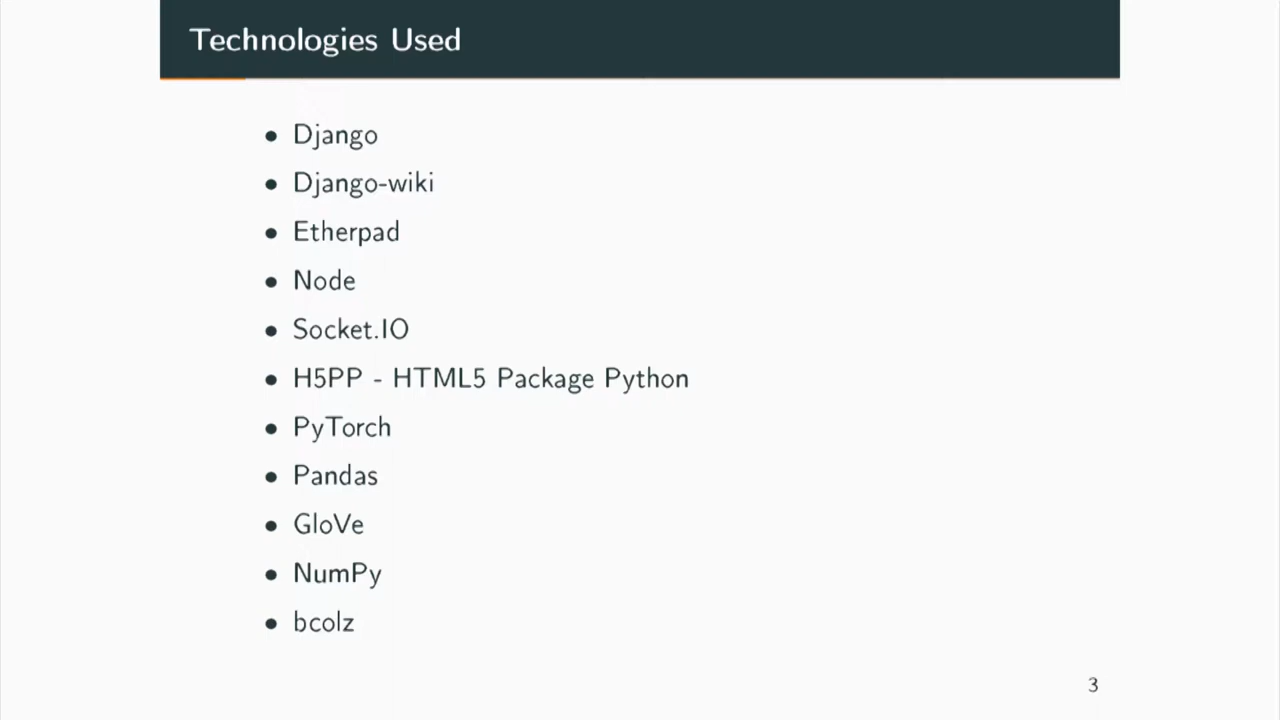 Technologies Used
• Django
• Django-wiki
• Etherpad
• Node
• Socket.IO
• H5PP - HTML5 Package Python
• PyTorch
• Pandas
• GloVe
• NumPy
• bcolz
3